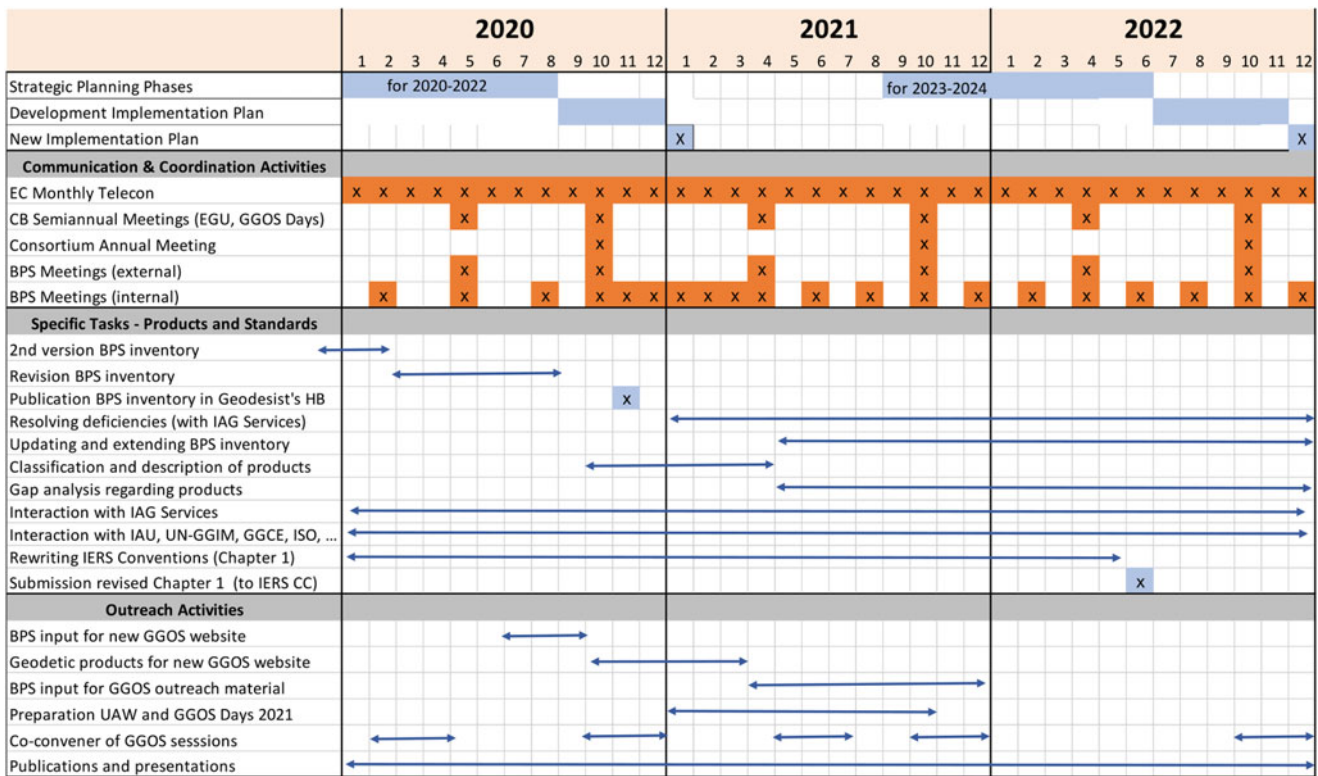 2020 2021 2022
1 2 3 4 5 6 7 8 9 10 11 12 1 2 3 4 5 6 7 8 9 10 11 12 1 2 3 4 5 6 7 8 9 10 11 12
Strategic Planning Phases for 2020-2022 for 2023-2024
Development Implementation Plan
New Implementation Plan X X
Communication & Coordination Activities
EC Monthly Telecon x x x x x x x x x x x x x x x x x x x x x x x x x x x x x x x x x x x x
CB Semiannual Meetings (EGU, GGOS Days) x x x x x x
Consortium Annual Meeting x x x
BPS Meetings (external) x x x x x x
BPS Meetings (internal) x x x x x x x x x x x x x x x x x x x x
Specific Tasks - Products and Standards
2nd version BPS inventory
Revision BPS inventory
Publication BPS inventory in Geodesist's HB x
Resolving deficiencies (with IAG Services)
Updating and extending BPS inventory
Classification and description of products
Gap analysis regarding products
Interaction with IAG Services
Interaction with IAU, UN-GGIM, GGCE, ISO, ...
Rewriting IERS Conventions (Chapter 1)
Submission revised Chapter 1 (to IERS CC) x
Outreach Activities
BPS input for new GGOS website
Geodetic products for new GGOS website
BPS input for GGOS outreach material
Preparation UAW and GGOS Days 2021
Co-convener of GGOS sesssions
Publications and presentations